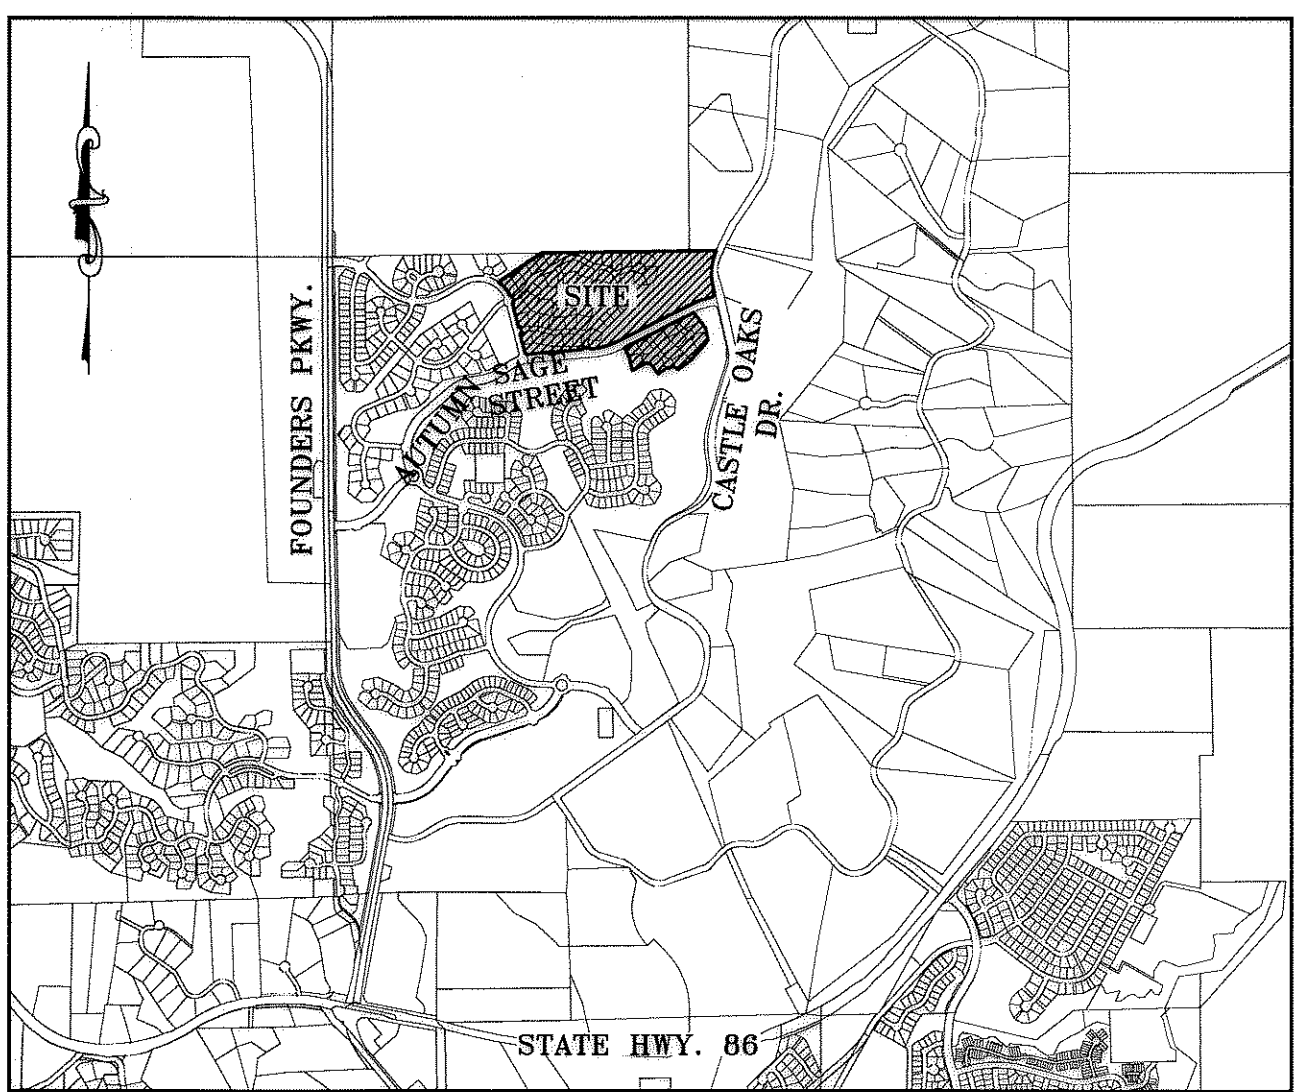 SITE
FOUNDERS PKWY.
AUTUMN SAGE
STREET
CASTLE OAKS
DR.
STATE HWY. 86